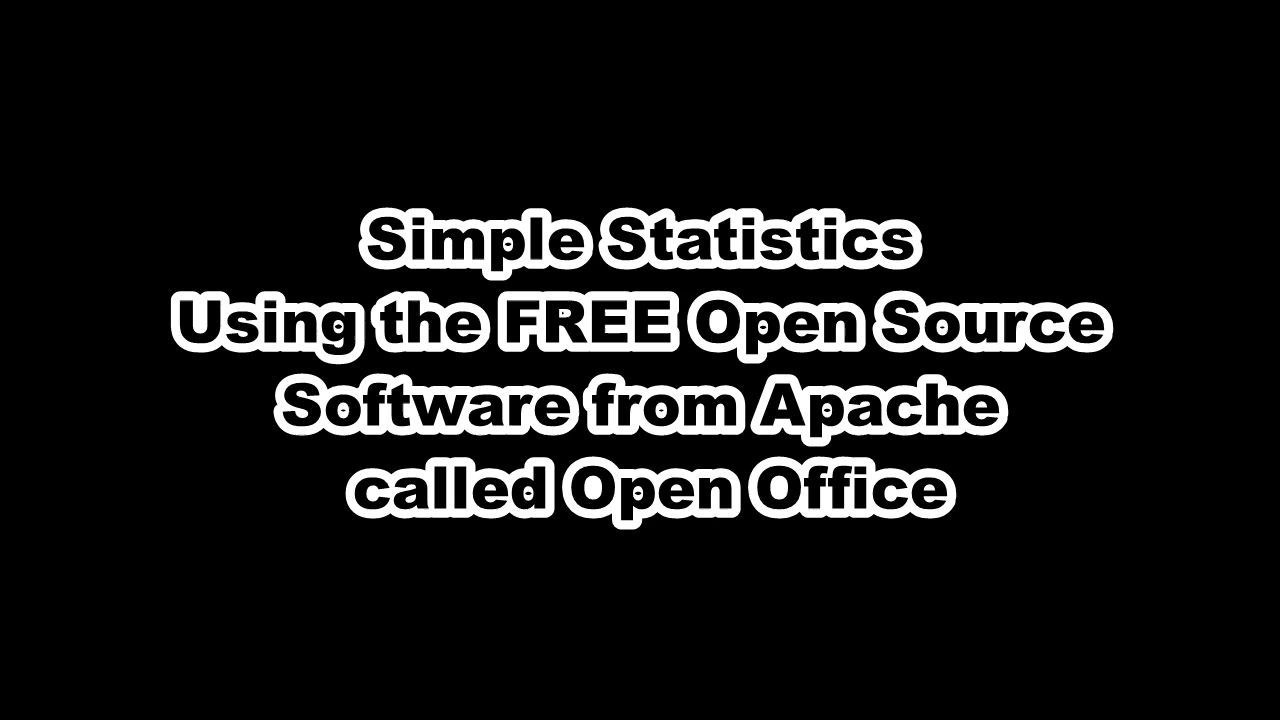 Simple Statistics
Using the FREE Open Source
Software from Apache
called Open Office